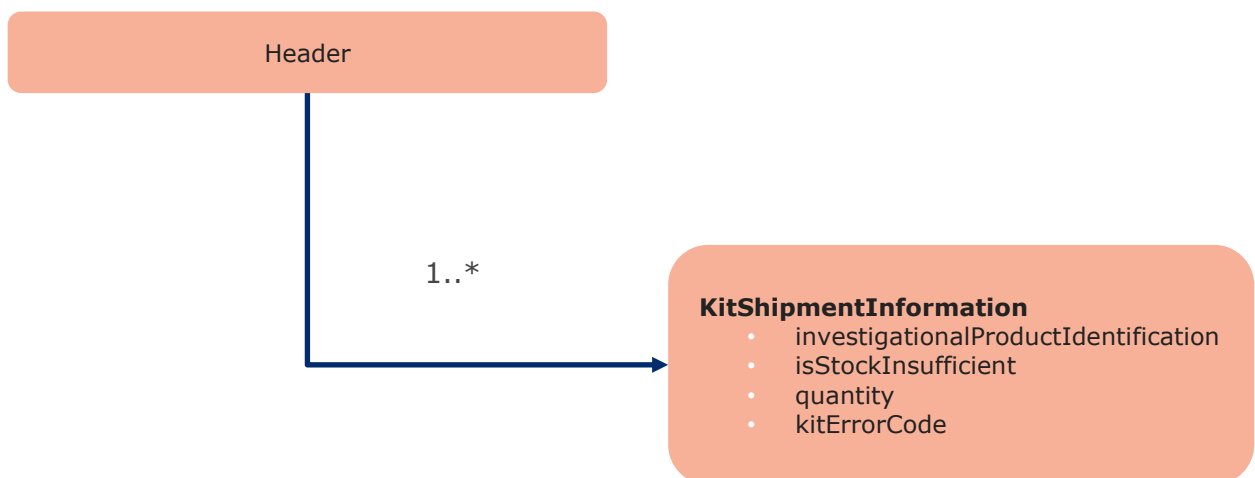 Header
1..*
KitShipmentInformation
• investigationalProductIdentification
• isStockInsufficient
• quantity
• kitErrorCode